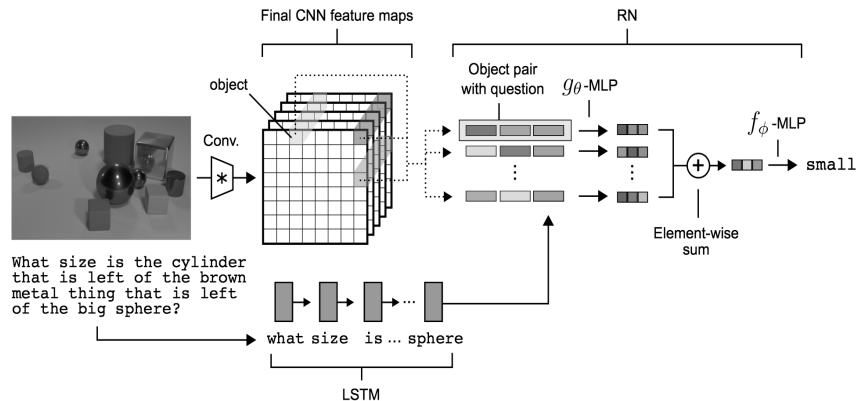 Final CNN feature maps
RN
object
Object pair
with question
gθ-MLP
Conv.
*
fϕ-MLP
...
+
small
Element-wise
sum
What size is the cylinder
that is left of the brown
metal thing that is left
of the big sphere?
...
what size is ... sphere
LSTM